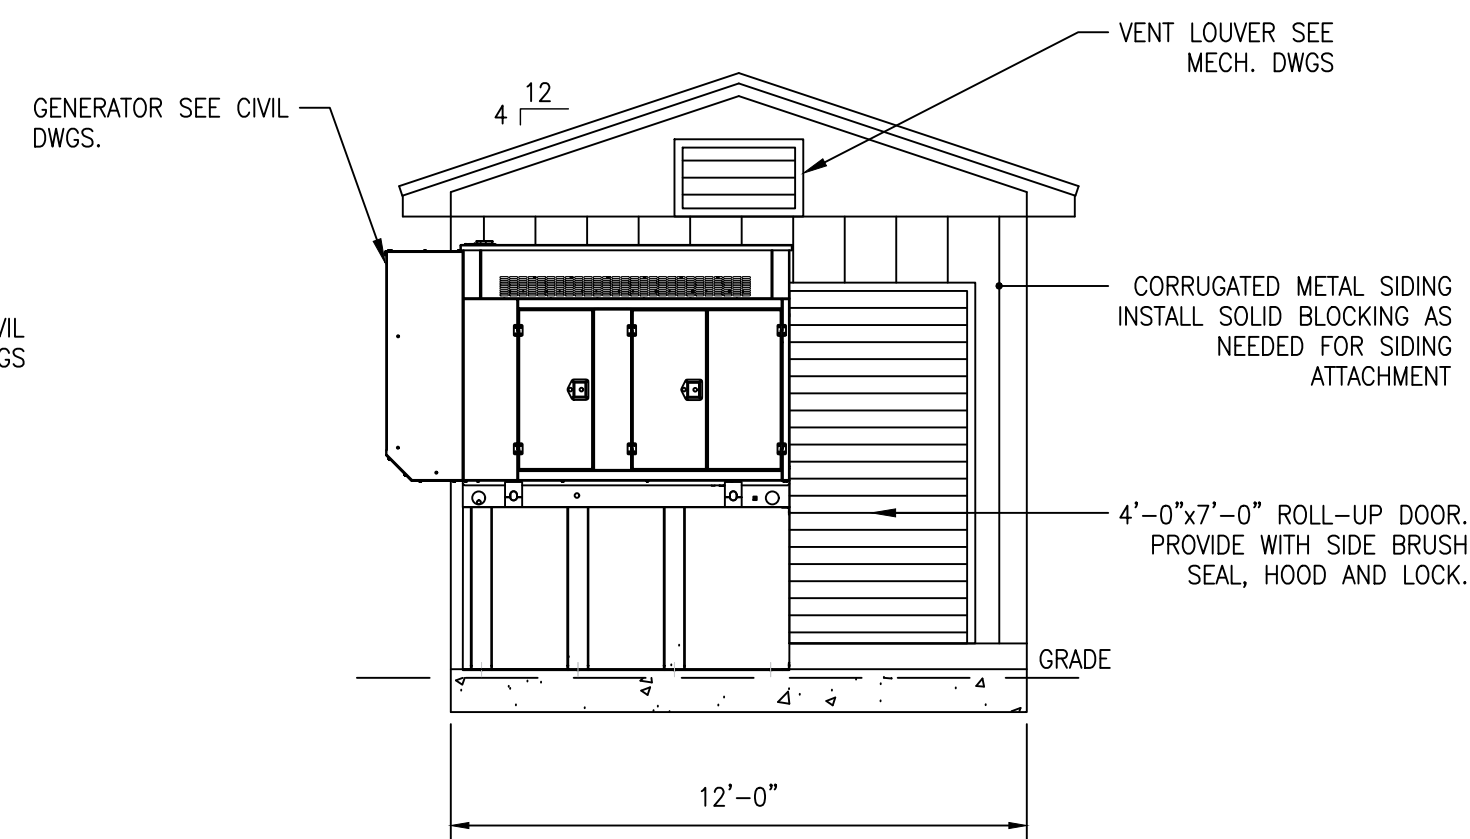 VENT LOUVER SEE
MECH. DWGS
12
4
GENERATOR SEE CIVIL
DWGS.
CORRUGATED METAL SIDING
INSTALL SOLID BLOCKING AS
NEEDED FOR SIDING
ATTACHMENT
4'-0"x7'-0" ROLL-UP DOOR.
PROVIDE WITH SIDE BRUSH
SEAL, HOOD AND LOCK.
GRADE
12'-0"